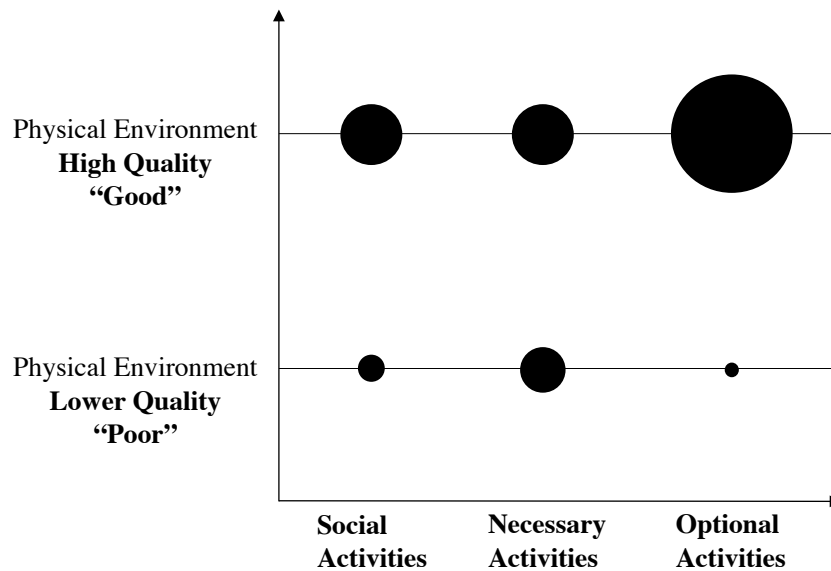 Physical Environment
High Quality
“Good”
Physical Environment
Lower Quality
“Poor”
Social
Activities
Necessary
Activities
Optional
Activities